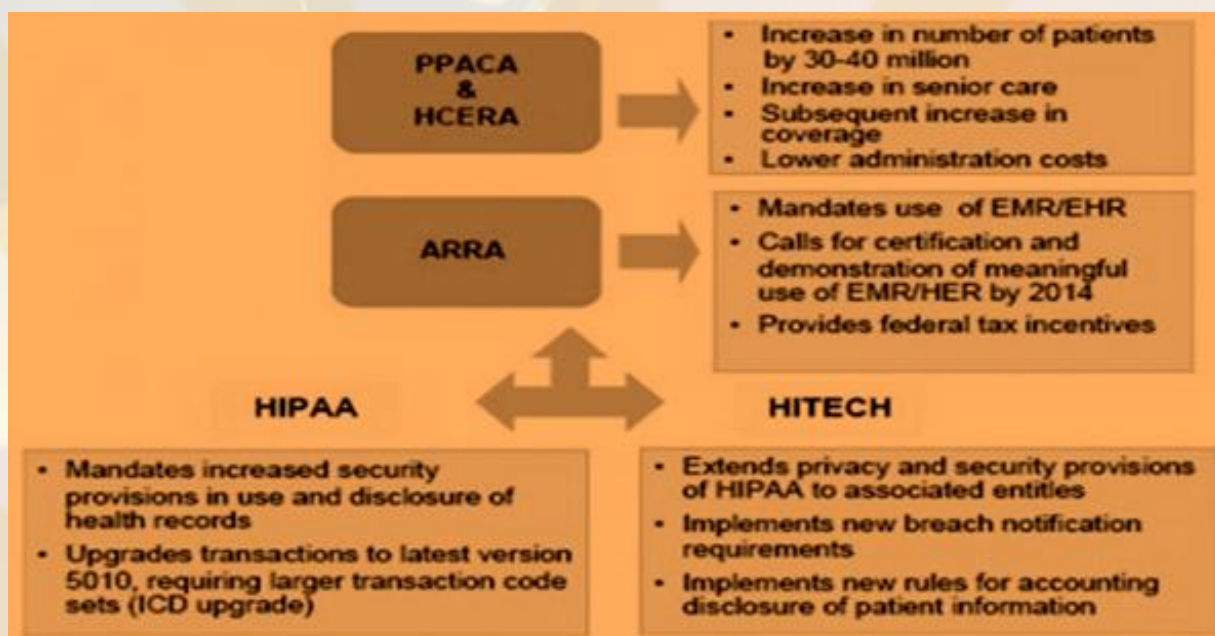 PPACA
&
HCERA
• Increase in number of patients
by 30-40 million
• Increase in senior care
• Subsequent increase in
coverage
• Lower administration costs
ARRA
• Mandates use of EMR/EHR
• Calls for certification and
demonstration of meaningful
use of EMR/HER by 2014
• Provides federal tax incentives
HIPAA
HITECH
• Mandates increased security
provisions in use and disclosure of
health records
• Upgrades transactions to latest version
5010, requiring larger transaction code
sets (ICD upgrade)
• Extends privacy and security provisions
of HIPAA to associated entitles
• Implements new breach notification
requirements
• Implements new rules for accounting
disclosure of patient information